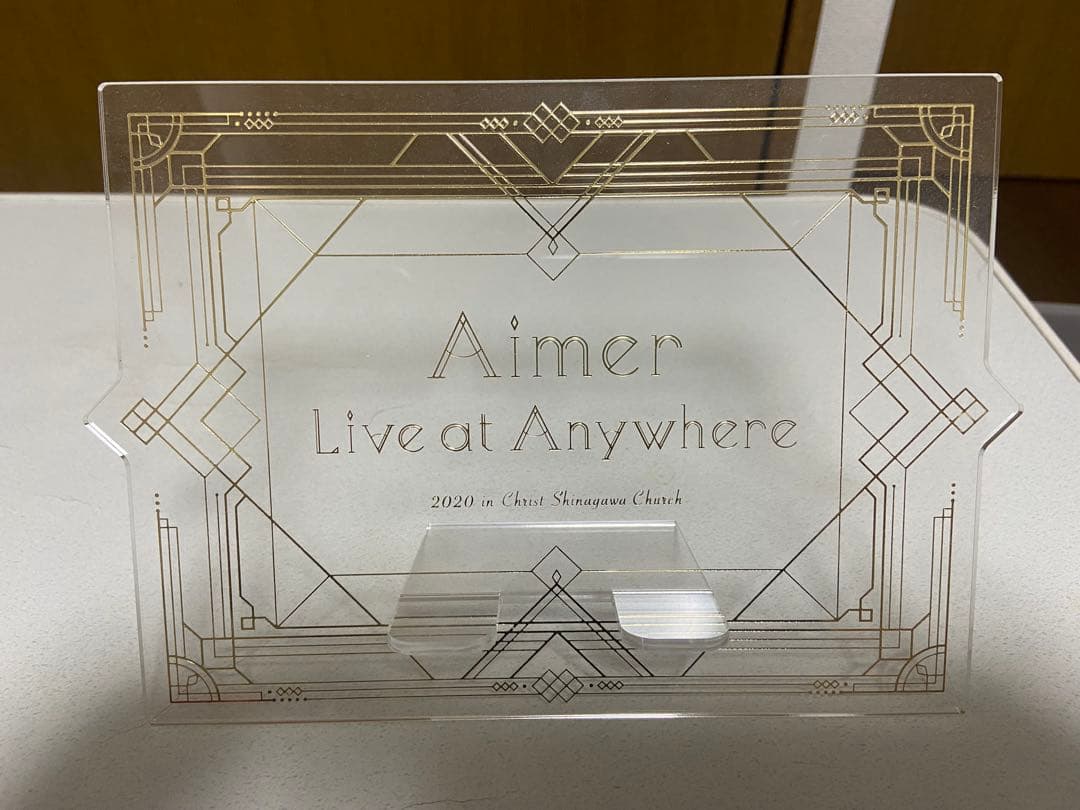 Aimer
Live at Anywhere
2020 in Christ Shinagawa Church